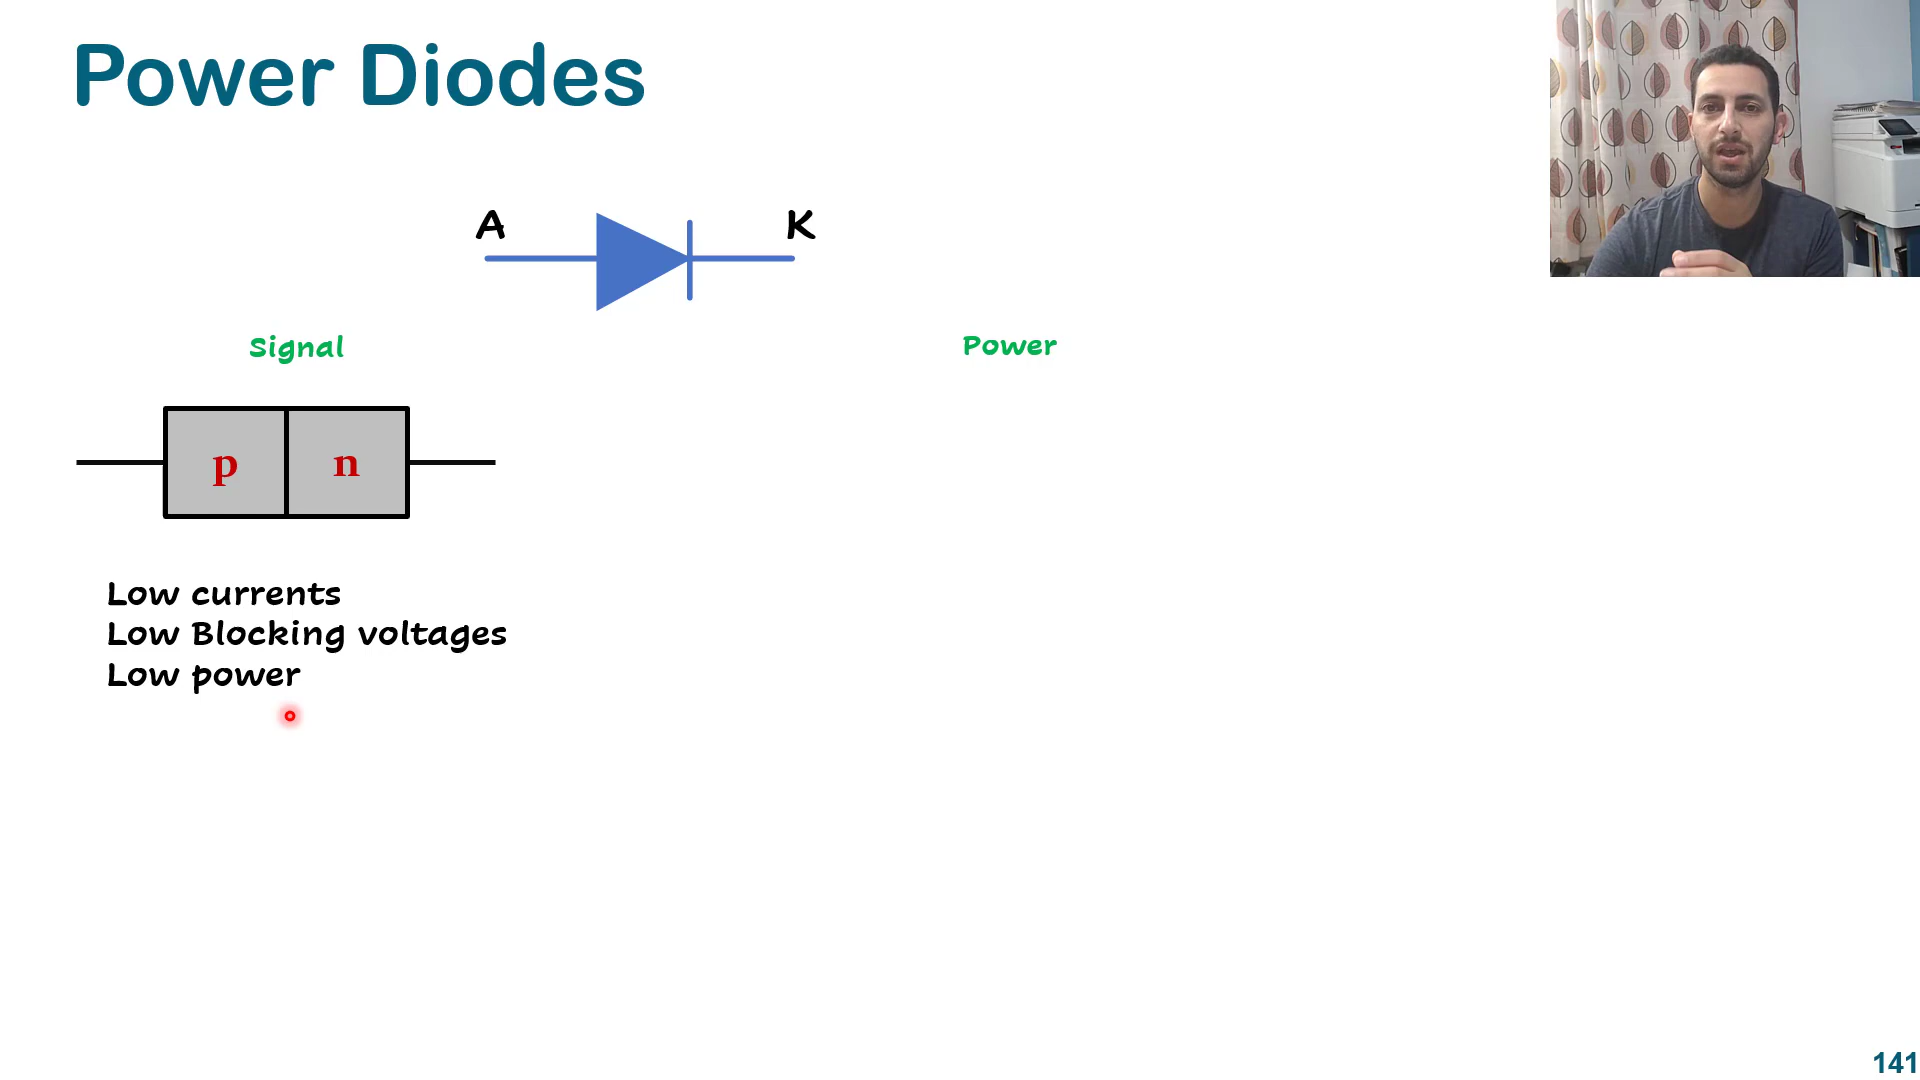 Power Diodes
A
K
Signal
Power
p
n
Low currents
Low Blocking voltages
Low power
141